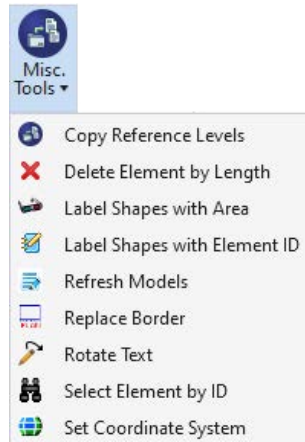 Misc.
Tools
Copy Reference Levels
Delete Element by Length
Label Shapes with Area
Label Shapes with Element ID
Refresh Models
Replace Border
Rotate Text
Select Element by ID
Set Coordinate System